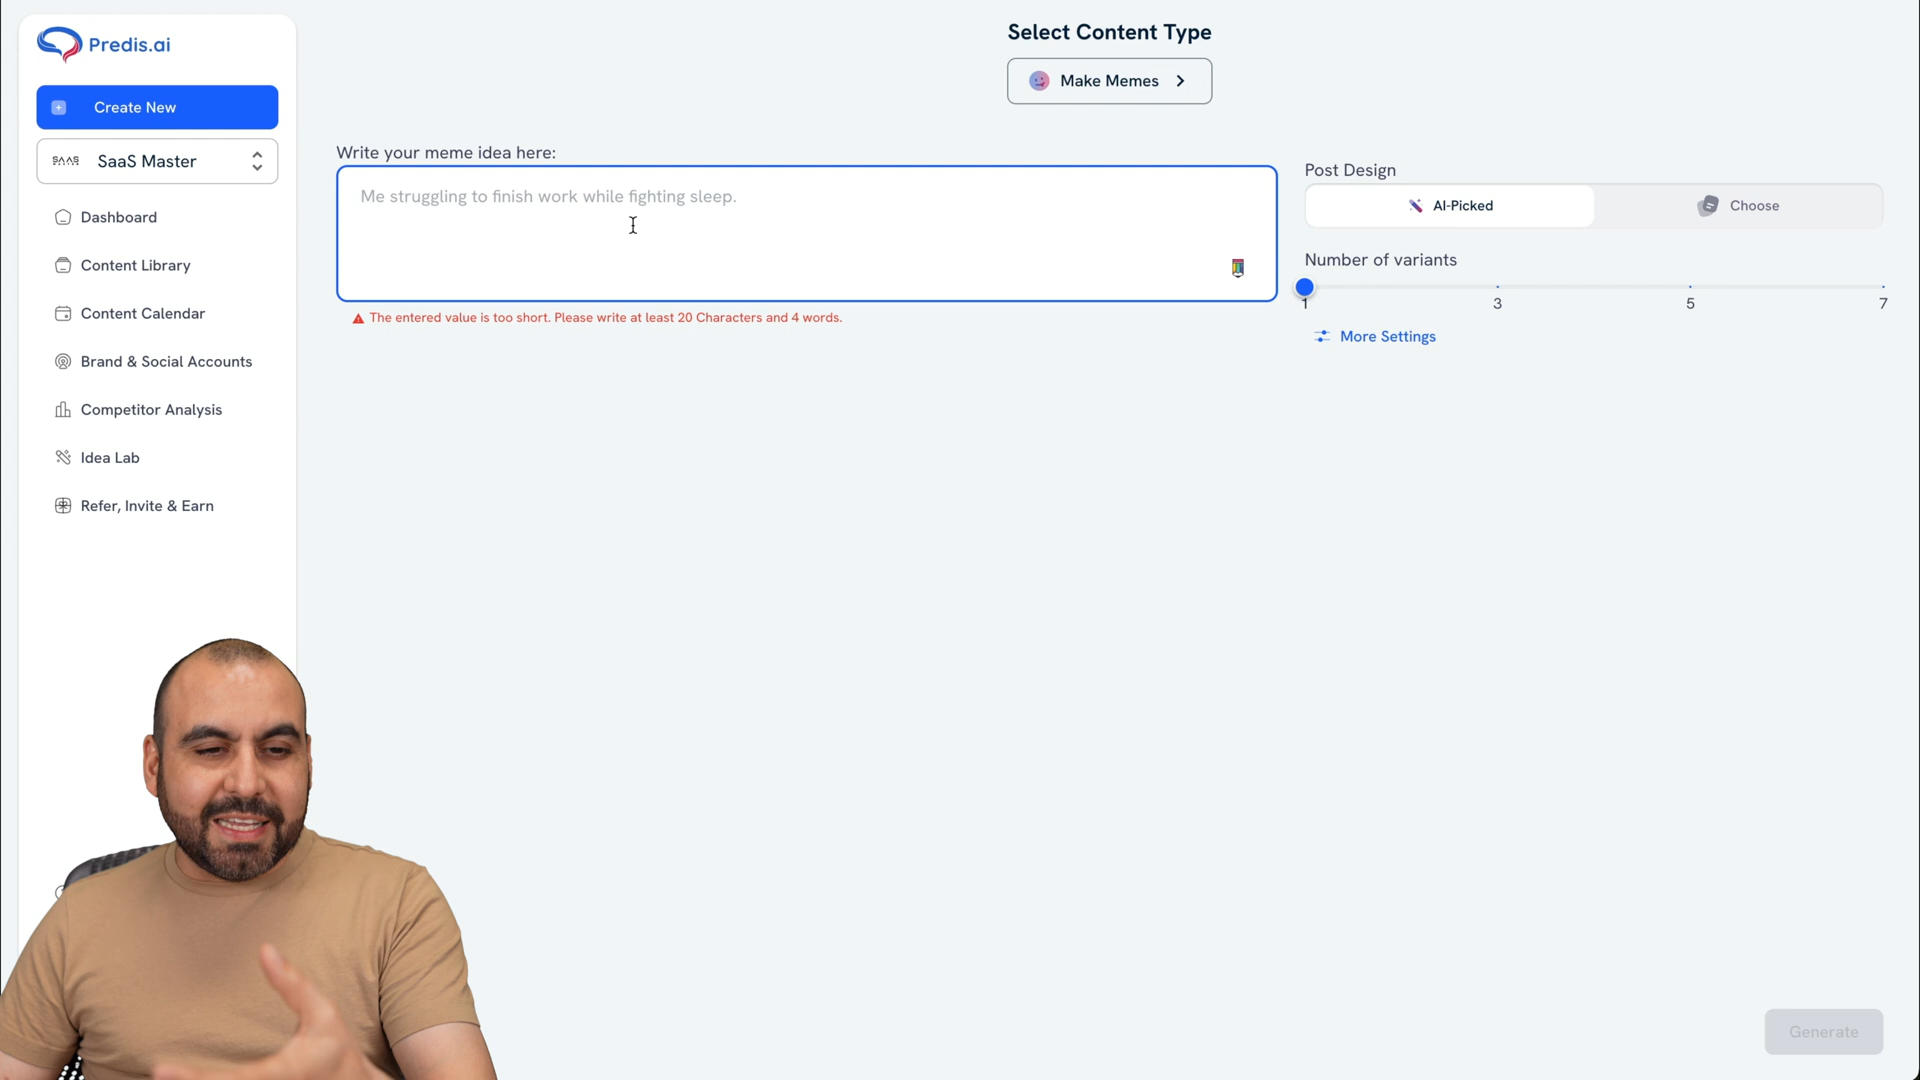 Predis.ai
Create New
SAAS SaaS Master
Dashboard
Content Library
Content Calendar
Brand & Social Accounts
Competitor Analysis
Idea Lab
Refer, Invite & Earn
Select Content Type
Make Memes
Write your meme idea here:
Me struggling to finish work while fighting sleep.
The entered value is too short. Please write at least 20 Characters and 4 words.
Post Design
AI-Picked
Choose
Number of variants
1 3 5 7
More Settings
Generate